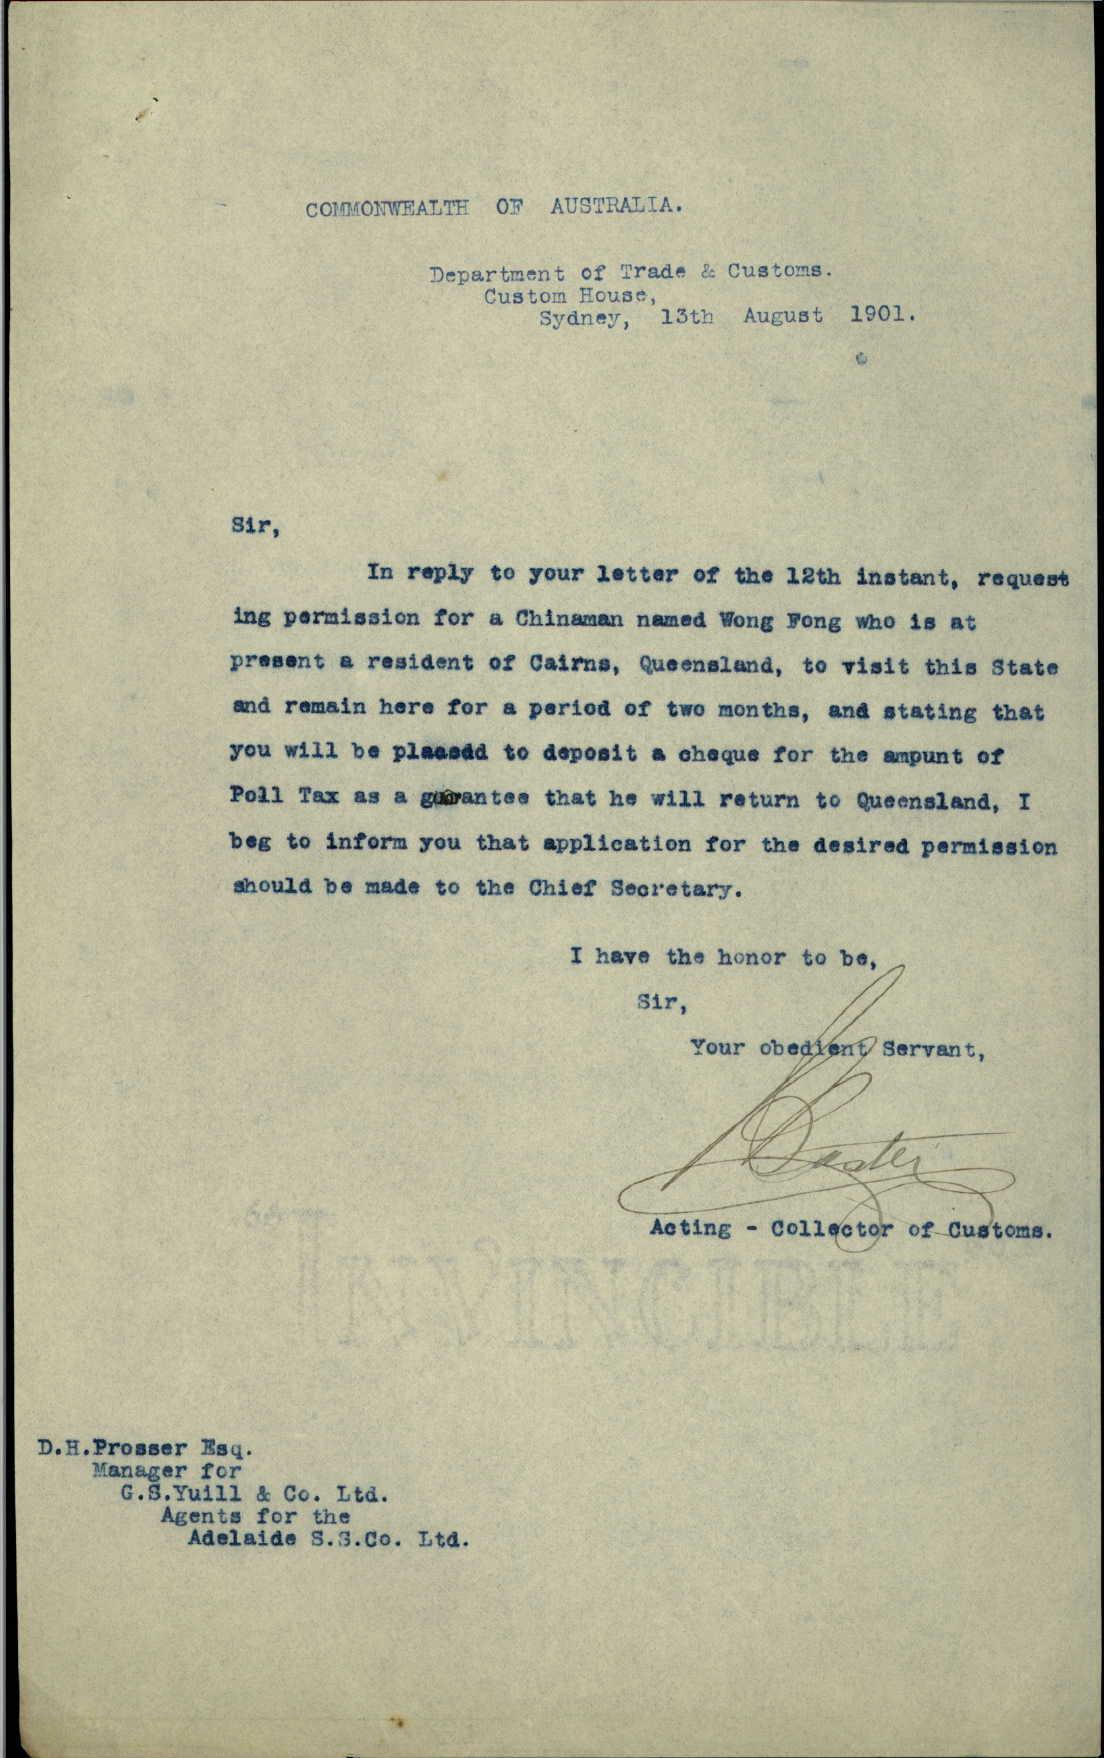 COMMONWEALTH OF AUSTRALIA.
Department of Trade & Customs.
Custom House,
Sydney, 13th August 1901.
Sir,
In reply to your letter of the 12th instant, request
ing permission for a Chinaman named Wong Fong who is at
present a resident of Cairns, Queensland, to visit this State
and remain here for a period of two months, and stating that
you will be plaasdd to deposit a cheque for the ampunt of
Poll Tax as a guarantee that he will return to Queensland, I
beg to inform you that application for the desired permission
should be made to the Chief Secretary.
I have the honor to be,
Sir,
Your obedient Servant,
Baxter
Acting - Collector of Customs.
D.H.Prosser Esq.
Manager for
G.S.Yuill & Co. Ltd.
Agents for the
Adelaide S.S.Co. Ltd.